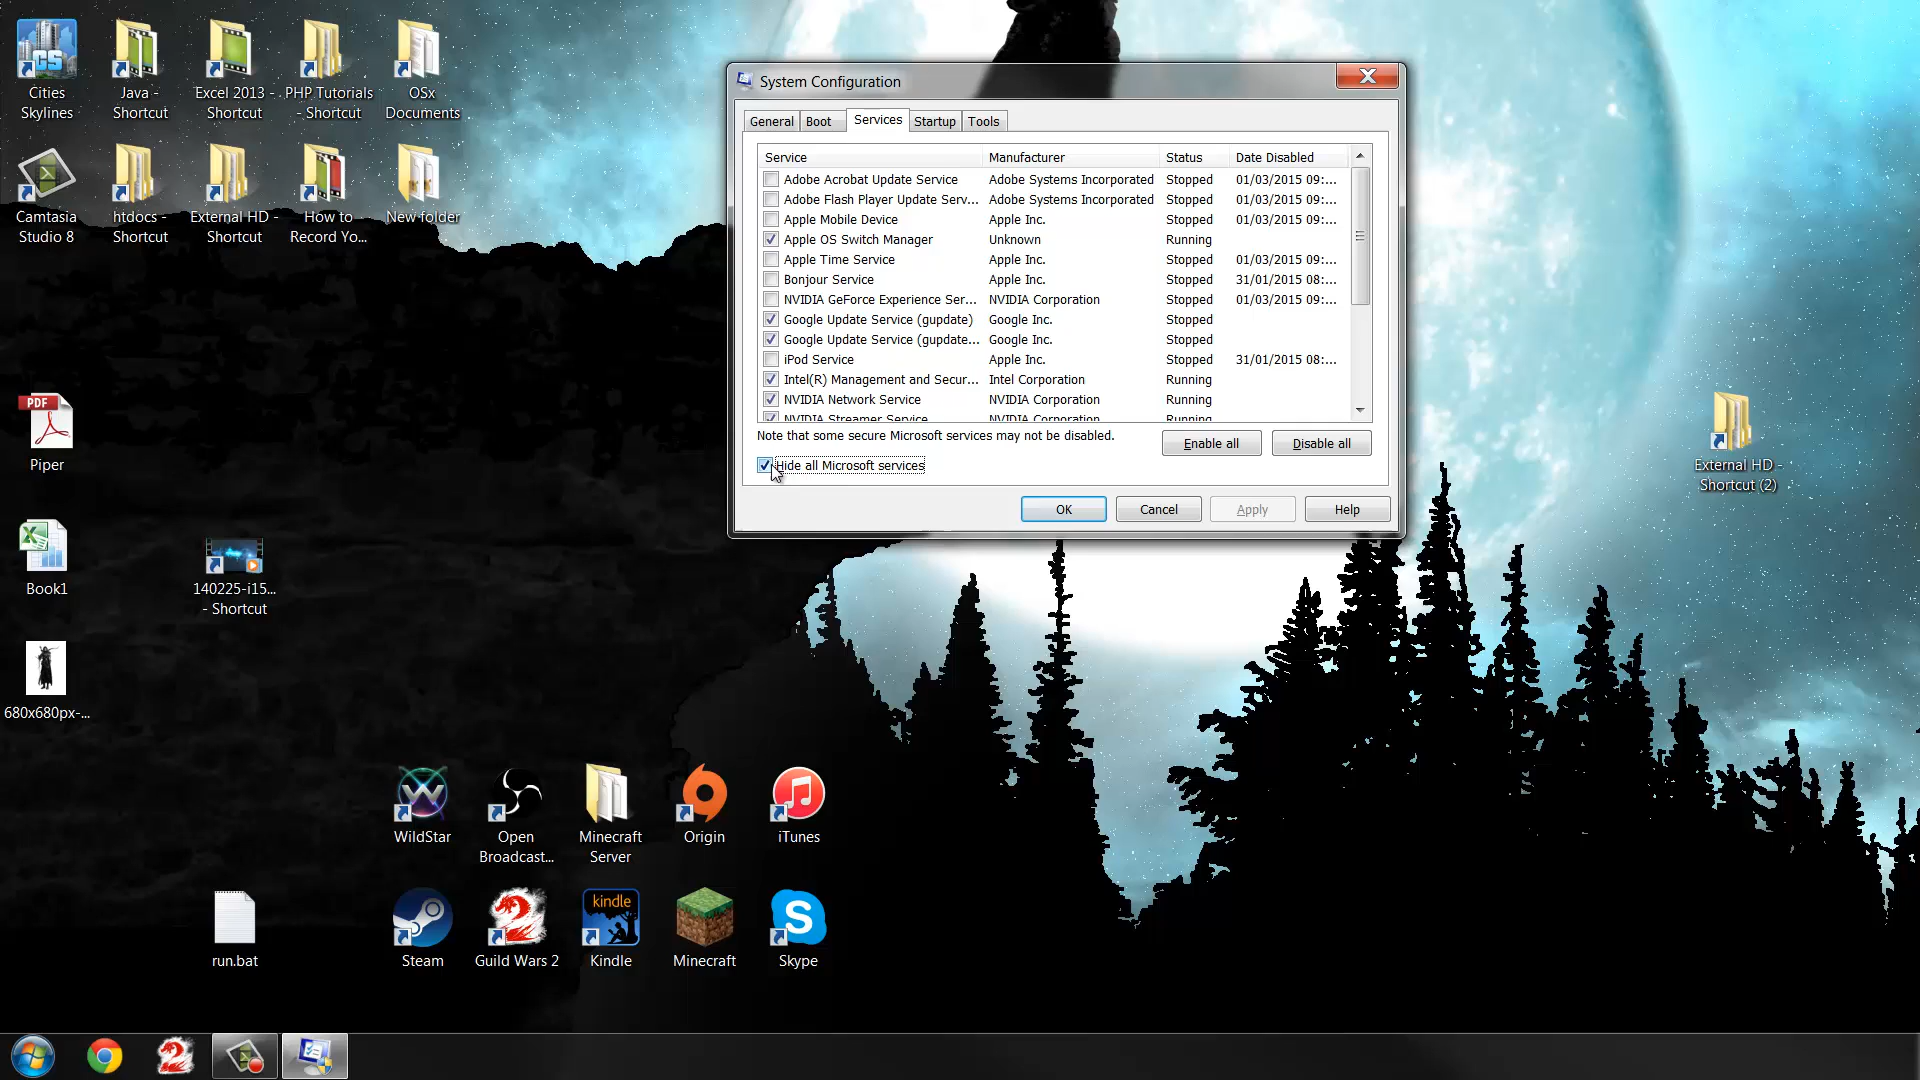 Cities
Skylines
Java -
Shortcut
Excel 2013 -
Shortcut
PHP Tutorials
- Shortcut
OSx
Documents
Camtasia
Studio 8
htdocs -
Shortcut
External HD -
Shortcut
How to
Record Yo...
New folder
PDF
Piper
Book1
140225-i15...
- Shortcut
680x680px-...
System Configuration
General
Boot
Services
Startup
Tools
Service Manufacturer Status Date Disabled
Adobe Acrobat Update Service Adobe Systems Incorporated Stopped 01/03/2015 09:...
Adobe Flash Player Update Serv... Adobe Systems Incorporated Stopped 01/03/2015 09:...
Apple Mobile Device Apple Inc. Stopped 01/03/2015 09:...
Apple OS Switch Manager Unknown Running
Apple Time Service Apple Inc. Stopped 01/03/2015 09:...
Bonjour Service Apple Inc. Stopped 31/01/2015 08:...
NVIDIA GeForce Experience Ser... NVIDIA Corporation Stopped 01/03/2015 09:...
Google Update Service (gupdate) Google Inc. Stopped
Google Update Service (gupdate... Google Inc. Stopped
iPod Service Apple Inc. Stopped 31/01/2015 08:...
Intel(R) Management and Secur... Intel Corporation Running
NVIDIA Network Service NVIDIA Corporation Running
NVIDIA Streamer Service NVIDIA Corporation Running
Note that some secure Microsoft services may not be disabled.
Enable all
Disable all
Hide all Microsoft services
OK
Cancel
Apply
Help
External HD -
Shortcut (2)
WildStar
Open
Broadcast...
Minecraft
Server
Origin
iTunes
run.bat
Steam
Guild Wars 2
kindle
Kindle
Minecraft
Skype